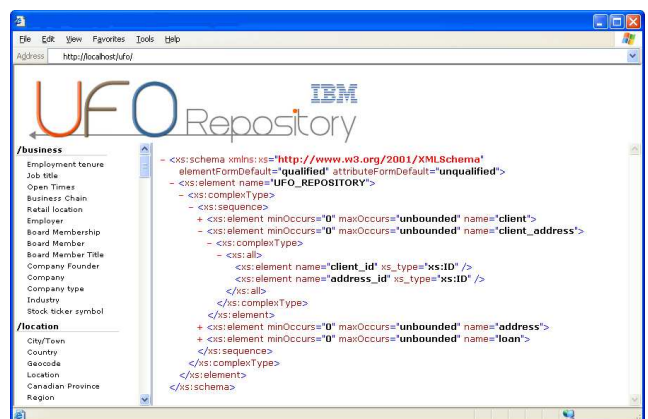 File Edit View Favorites Tools Help
Address http://localhost/ufo/
UFO Repository
IBM
/business
Employment tenure
Job title
Open Times
Business Chain
Retail location
Employer
Board Membership
Board Member
Board Member Title
Company Founder
Company
Company type
Industry
Stock ticker symbol
/location
City/Town
Country
Geocode
Location
Canadian Province
Region
- <xs:schema xmlns:xs="http://www.w3.org/2001/XMLSchema"
elementFormDefault="qualified" attributeFormDefault="unqualified">
- <xs:element name="UFO_REPOSITORY">
- <xs:complexType>
- <xs:sequence>
+ <xs:element minOccurs="0" maxOccurs="unbounded" name="client">
- <xs:element minOccurs="0" maxOccurs="unbounded" name="client_address">
- <xs:complexType>
- <xs:all>
<xs:element name="client_id" xs_type="xs:ID" />
<xs:element name="address_id" xs_type="xs:ID" />
</xs:all>
</xs:complexType>
</xs:element>
+ <xs:element minOccurs="0" maxOccurs="unbounded" name="address">
+ <xs:element minOccurs="0" maxOccurs="unbounded" name="loan">
</xs:sequence>
</xs:complexType>
</xs:element>
</xs:schema>